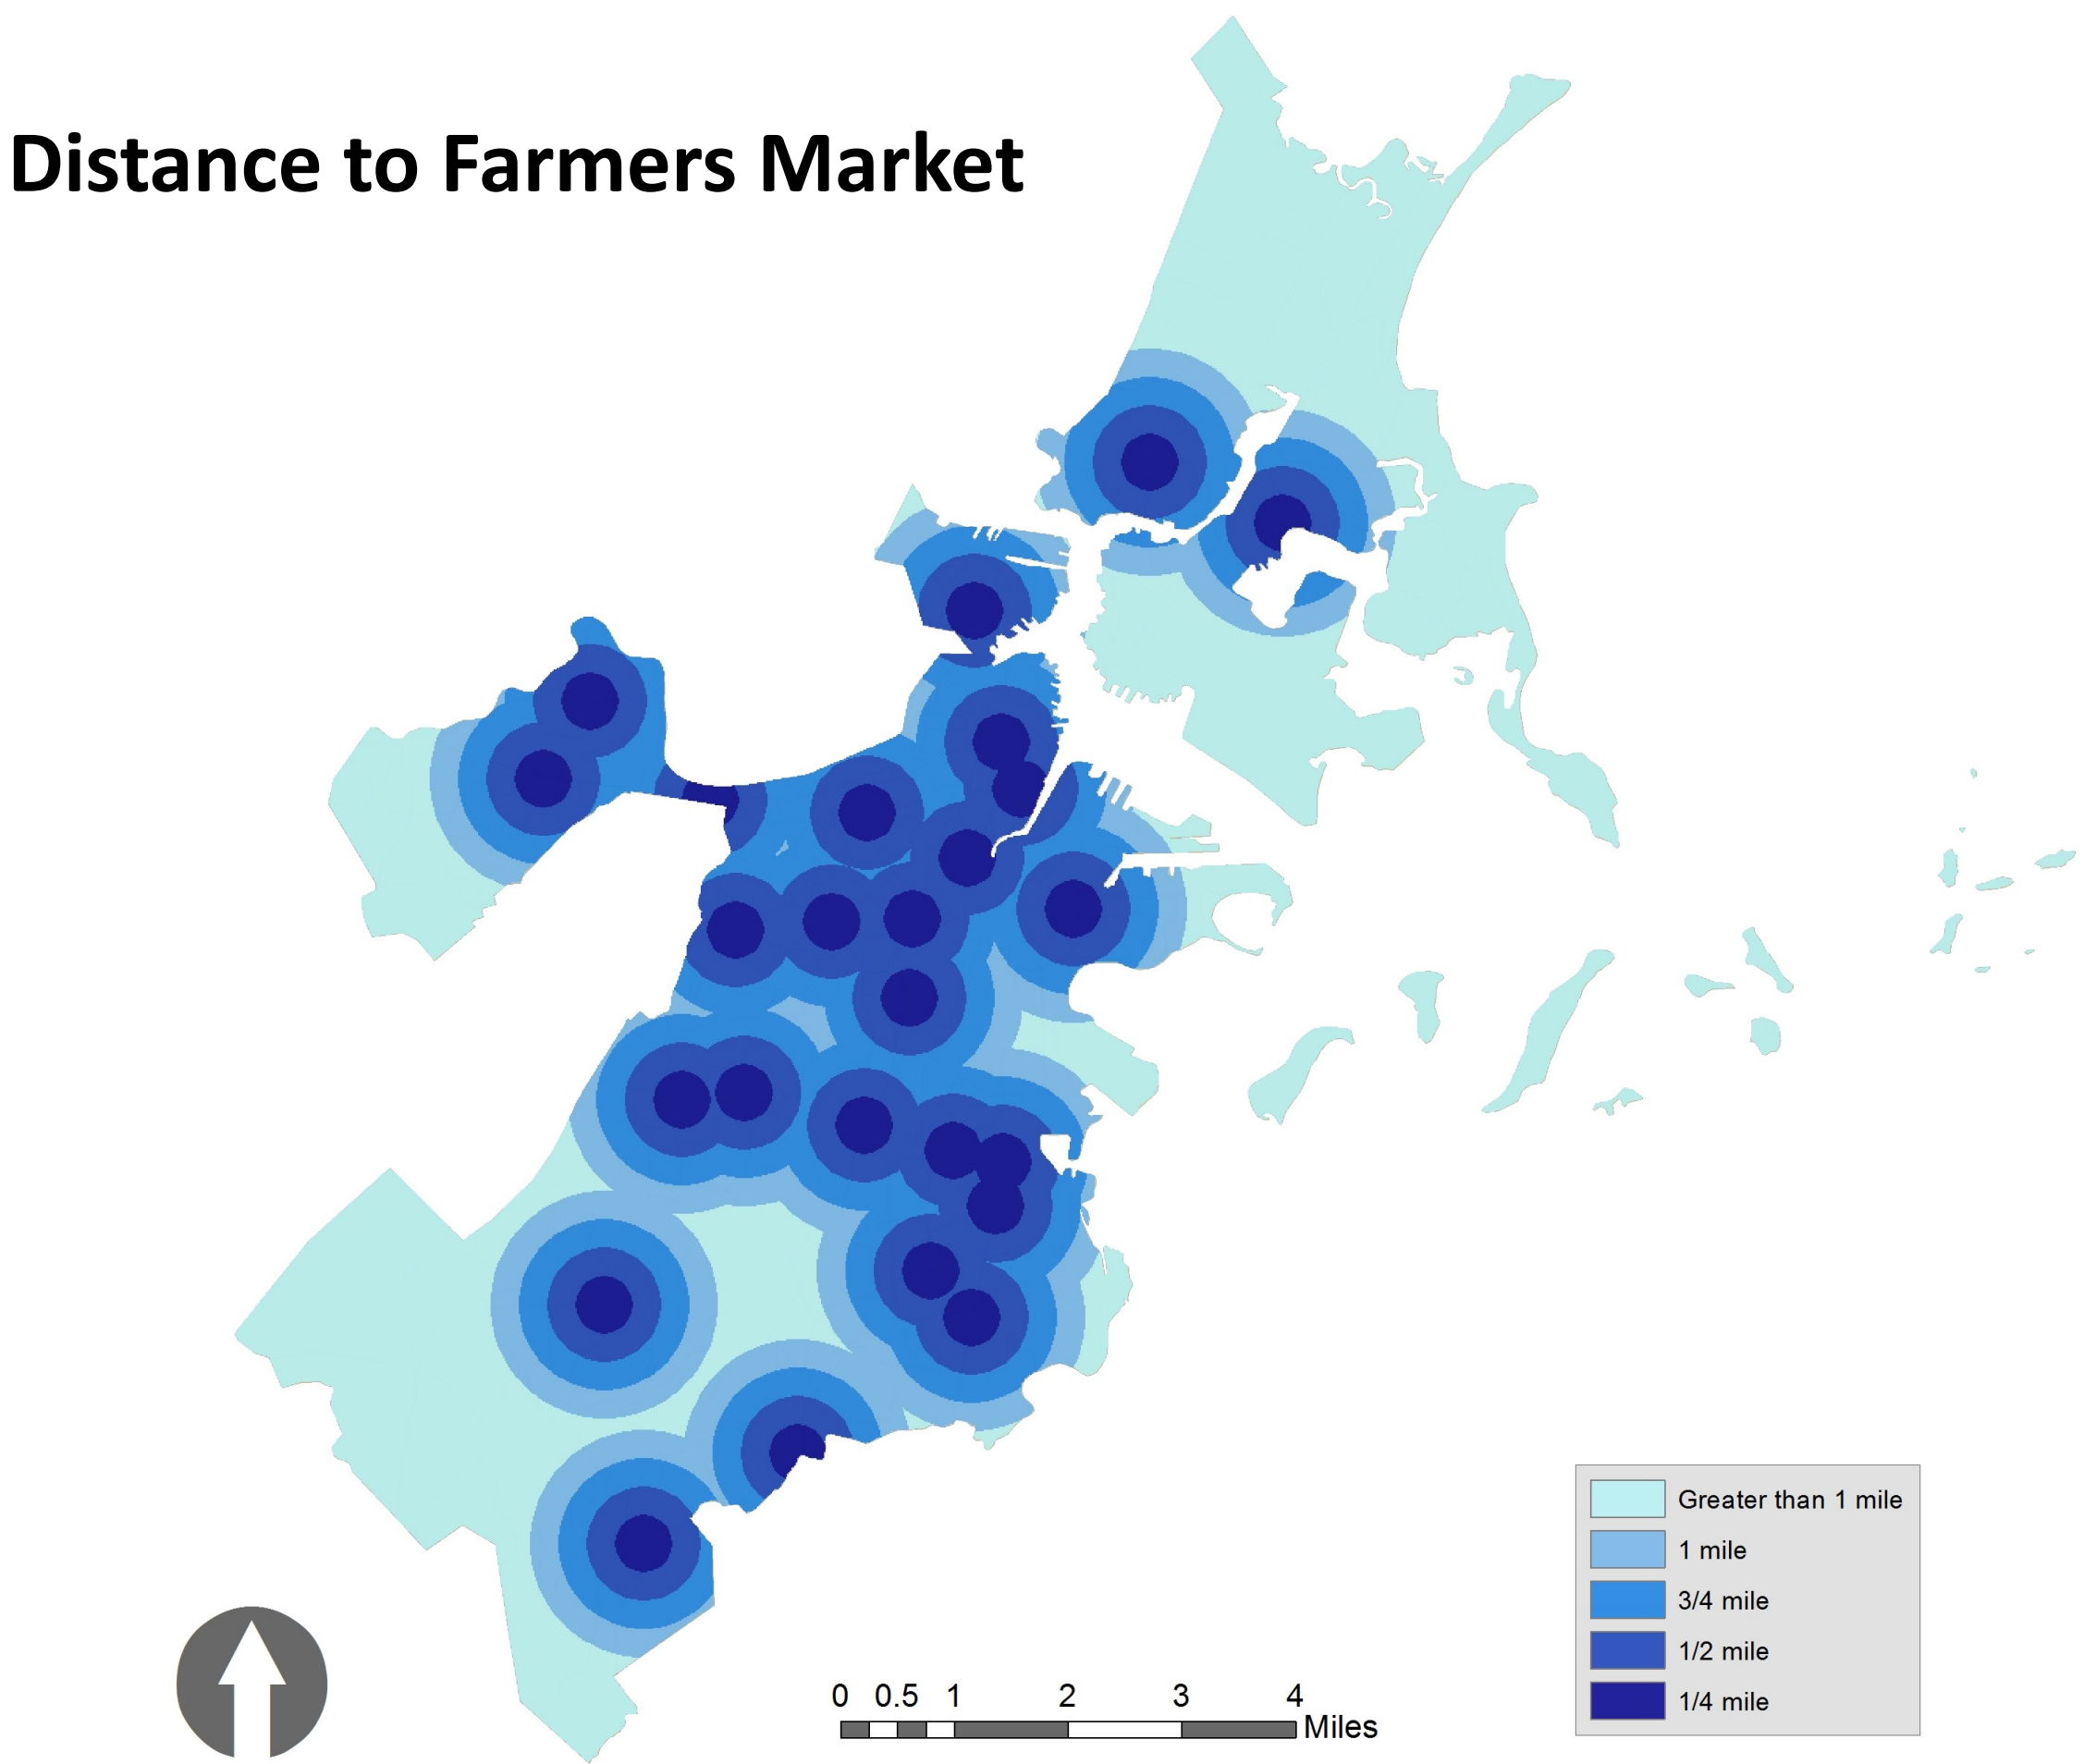 Distance to Farmers Market
Greater than 1 mile
1 mile
3/4 mile
1/2 mile
1/4 mile
0 0.5 1 2 3 4
Miles